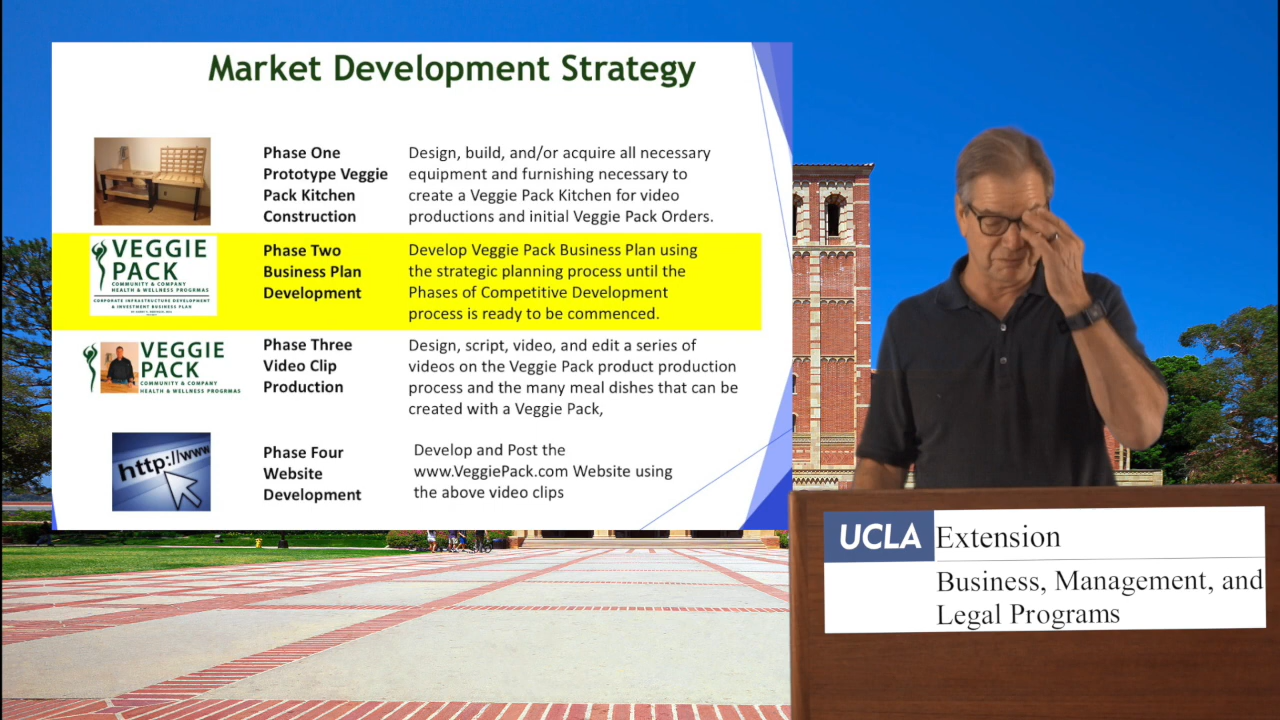 Market Development Strategy
Phase One
Prototype Veggie
Pack Kitchen
Construction
Design, build, and/or acquire all necessary
equipment and furnishing necessary to
create a Veggie Pack Kitchen for video
productions and initial Veggie Pack Orders.
VEGGIE
PACK
COMMUNITY & COMPANY
HEALTH & WELLNESS PROGRMAS
CORPORATE INFRASTRUCTURE DEVELOPMENT
& INVESTMENT BUSINESS PLAN
Phase Two
Business Plan
Development
Develop Veggie Pack Business Plan using
the strategic planning process until the
Phases of Competitive Development
process is ready to be commenced.
VEGGIE
PACK
COMMUNITY & COMPANY
HEALTH & WELLNESS PROGRMAS
Phase Three
Video Clip
Production
Design, script, video, and edit a series of
videos on the Veggie Pack product production
process and the many meal dishes that can be
created with a Veggie Pack,
http://www
Phase Four
Website
Development
Develop and Post the
www.VeggiePack.com Website using
the above video clips
UCLA Extension
Business, Management, and
Legal Programs